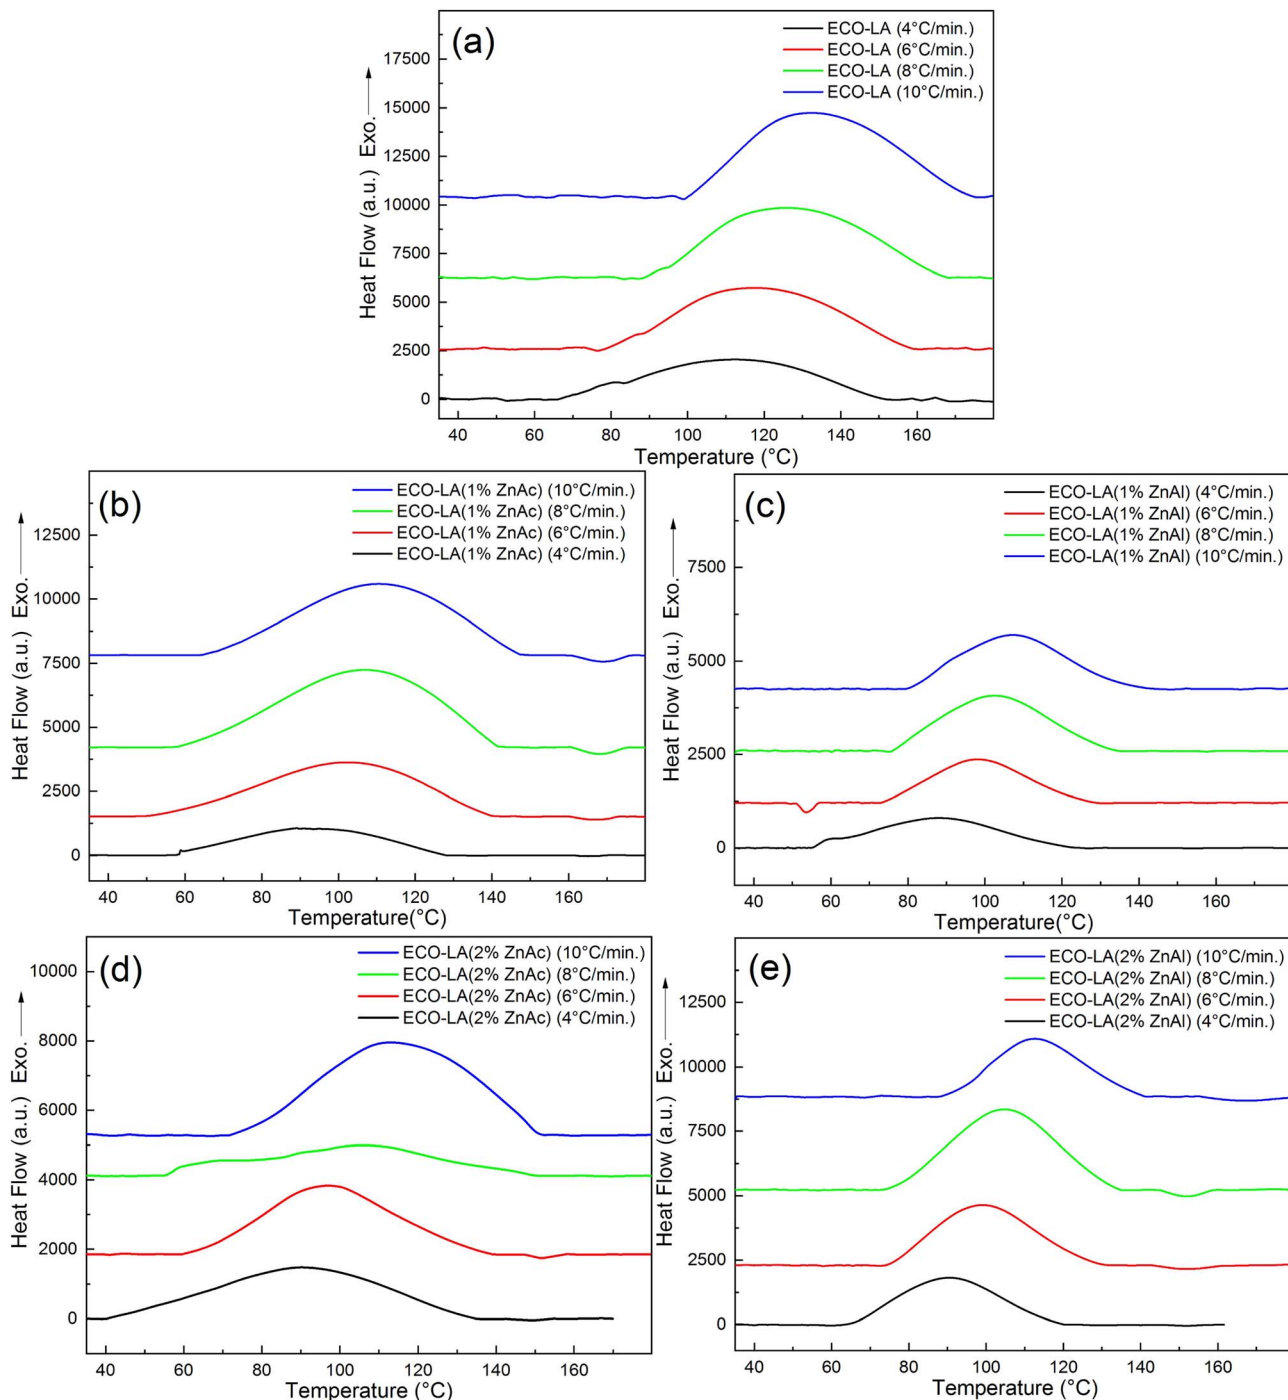 (a)
ECO-LA (4°C/min.)
ECO-LA (6°C/min.)
ECO-LA (8°C/min.)
ECO-LA (10°C/min.)
Heat Flow (a.u.) Exo.
17500
15000
12500
10000
7500
5000
2500
0
40 60 80 100 120 140 160
Temperature (°C)
(b)
ECO-LA(1% ZnAc) (10°C/min.)
ECO-LA(1% ZnAc) (8°C/min.)
ECO-LA(1% ZnAc) (6°C/min.)
ECO-LA(1% ZnAc) (4°C/min.)
Heat Flow (a.u.) Exo.
12500
10000
7500
5000
2500
0
40 60 80 100 120 140 160
Temperature(°C)
(c)
ECO-LA(1% ZnAl) (4°C/min.)
ECO-LA(1% ZnAl) (6°C/min.)
ECO-LA(1% ZnAl) (8°C/min.)
ECO-LA(1% ZnAl) (10°C/min.)
Heat Flow (a.u.) Exo.
7500
5000
2500
0
40 60 80 100 120 140 160
Temperature (°C)
(d)
ECO-LA(2% ZnAc) (10°C/min.)
ECO-LA(2% ZnAc) (8°C/min.)
ECO-LA(2% ZnAc) (6°C/min.)
ECO-LA(2% ZnAc) (4°C/min.)
Heat Flow (a.u.) Exo.
10000
8000
6000
4000
2000
0
40 60 80 100 120 140 160
Temperature (°C)
(e)
ECO-LA(2% ZnAl) (10°C/min.)
ECO-LA(2% ZnAl) (8°C/min.)
ECO-LA(2% ZnAl) (6°C/min.)
ECO-LA(2% ZnAl) (4°C/min.)
Heat Flow (a.u.) Exo.
12500
10000
7500
5000
2500
0
40 60 80 100 120 140 160
Temperature (°C)